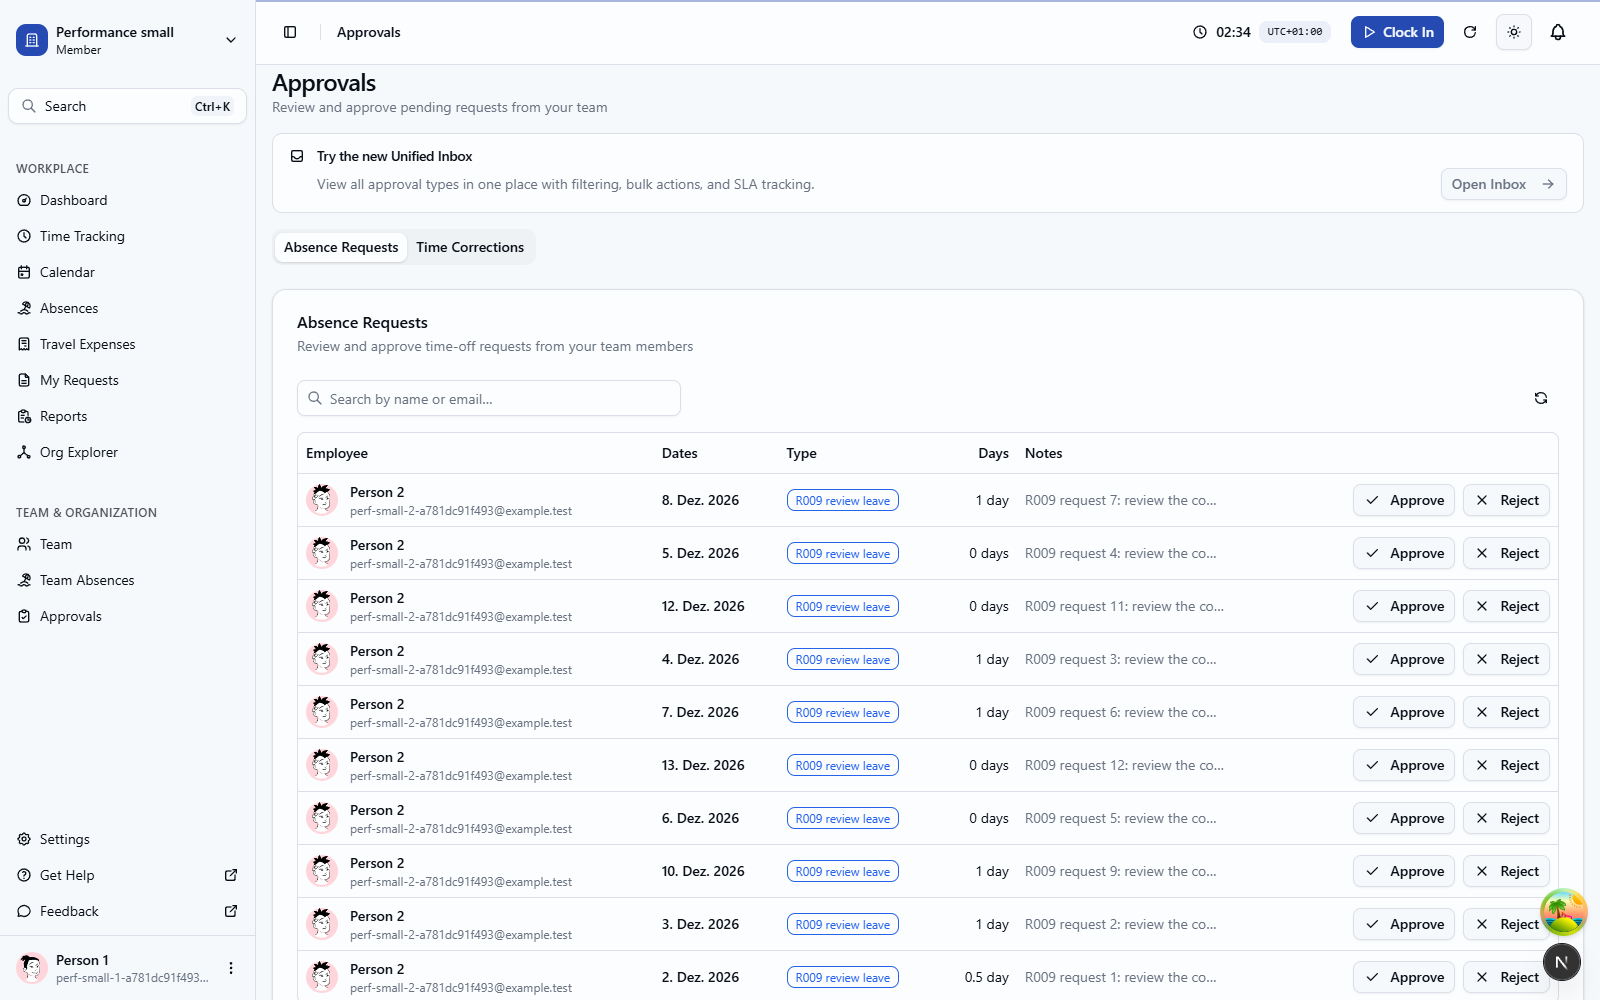 Performance small
Member
Search
Ctrl+K
WORKPLACE
Dashboard
Time Tracking
Calendar
Absences
Travel Expenses
My Requests
Reports
Org Explorer
TEAM & ORGANIZATION
Team
Team Absences
Approvals
Settings
Get Help
Feedback
Person 1
perf-small-1-a781dc91f493...
Approvals
02:34
UTC+01:00
Clock In
Approvals
Review and approve pending requests from your team
Try the new Unified Inbox
View all approval types in one place with filtering, bulk actions, and SLA tracking.
Open Inbox
Absence Requests
Time Corrections
Absence Requests
Review and approve time-off requests from your team members
Search by name or email...
Employee Dates Type Days Notes
Person 2
perf-small-2-a781dc91f493@example.test
8. Dez. 2026 R009 review leave 1 day R009 request 7: review the co... Approve Reject
Person 2
perf-small-2-a781dc91f493@example.test
5. Dez. 2026 R009 review leave 0 days R009 request 4: review the co... Approve Reject
Person 2
perf-small-2-a781dc91f493@example.test
12. Dez. 2026 R009 review leave 0 days R009 request 11: review the co... Approve Reject
Person 2
perf-small-2-a781dc91f493@example.test
4. Dez. 2026 R009 review leave 1 day R009 request 3: review the co... Approve Reject
Person 2
perf-small-2-a781dc91f493@example.test
7. Dez. 2026 R009 review leave 1 day R009 request 6: review the co... Approve Reject
Person 2
perf-small-2-a781dc91f493@example.test
13. Dez. 2026 R009 review leave 0 days R009 request 12: review the co... Approve Reject
Person 2
perf-small-2-a781dc91f493@example.test
6. Dez. 2026 R009 review leave 0 days R009 request 5: review the co... Approve Reject
Person 2
perf-small-2-a781dc91f493@example.test
10. Dez. 2026 R009 review leave 1 day R009 request 9: review the co... Approve Reject
Person 2
perf-small-2-a781dc91f493@example.test
3. Dez. 2026 R009 review leave 1 day R009 request 2: review the co... Approve Reject
Person 2
perf-small-2-a781dc91f493@example.test
2. Dez. 2026 R009 review leave 0.5 day R009 request 1: review the co... Approve Reject
N